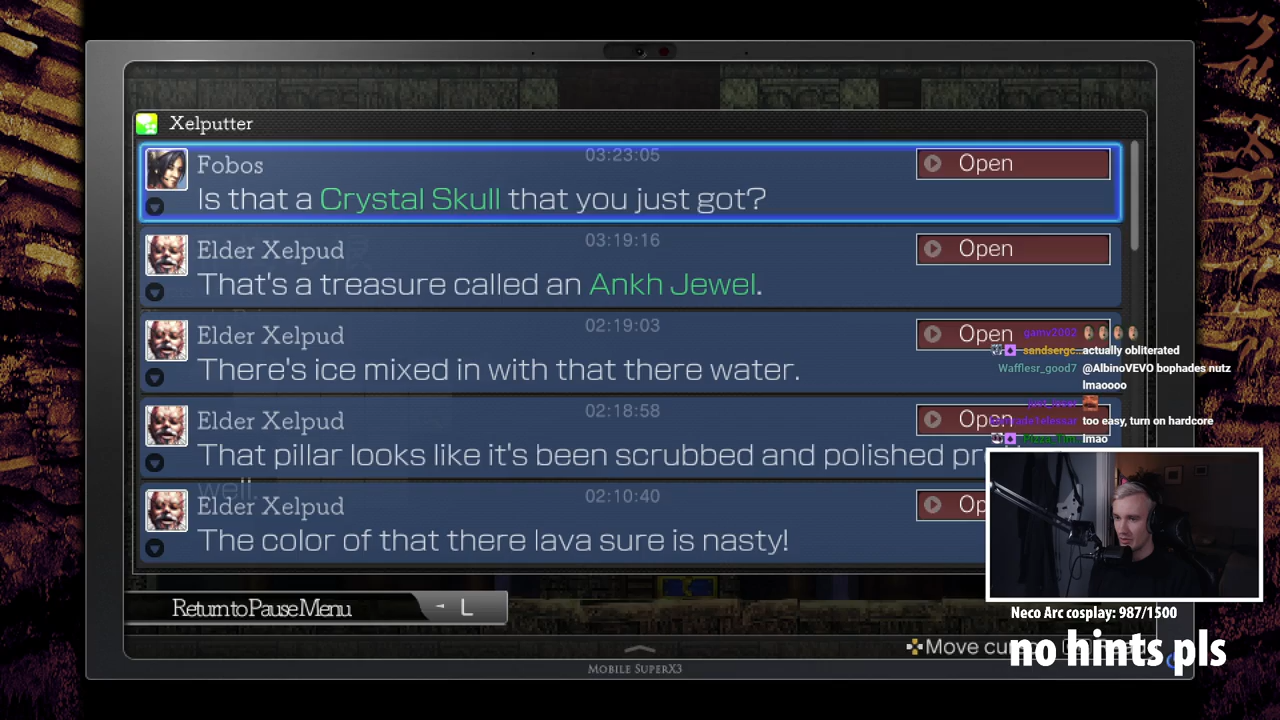 Xelputter
Fobos
03:23:05
Open
Is that a Crystal Skull that you just got?
Elder Xelpud
03:19:16
Open
That's a treasure called an Ankh Jewel.
Elder Xelpud
02:19:03
Open
There's ice mixed in with that there water.
Elder Xelpud
02:18:58
Open
That pillar looks like it's been scrubbed and polished
well.
Elder Xelpud
02:10:40
The color of that there lava sure is nasty!
gamv2002
sandsergc... actually obliterated
Wafflesr_good7 @AlbinoVEVO bophades nutz
lmaoooo
too easy, turn on hardcore
lmao
Return to Pause Menu
L
Neco Arc cosplay: 987/1500
Move
no hints pls
MOBILE SUPERX3